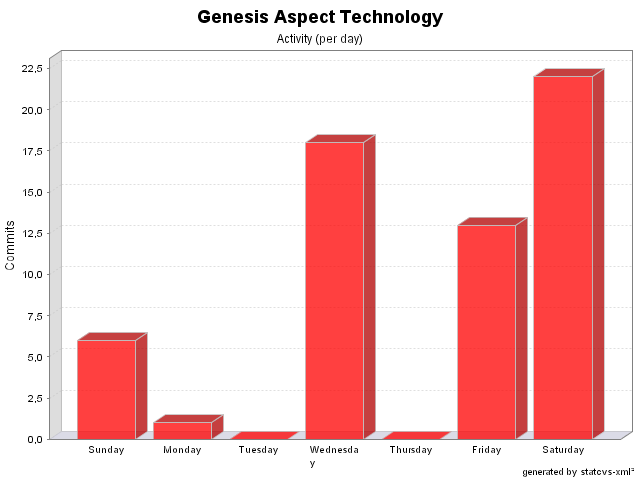 Genesis Aspect Technology
Activity (per day)
Commits
22,5
20,0
17,5
15,0
12,5
10,0
7,5
5,0
2,5
0,0
Sunday Monday Tuesday Wednesda Thursday Friday Saturday
y
generated by statcvs-xml²